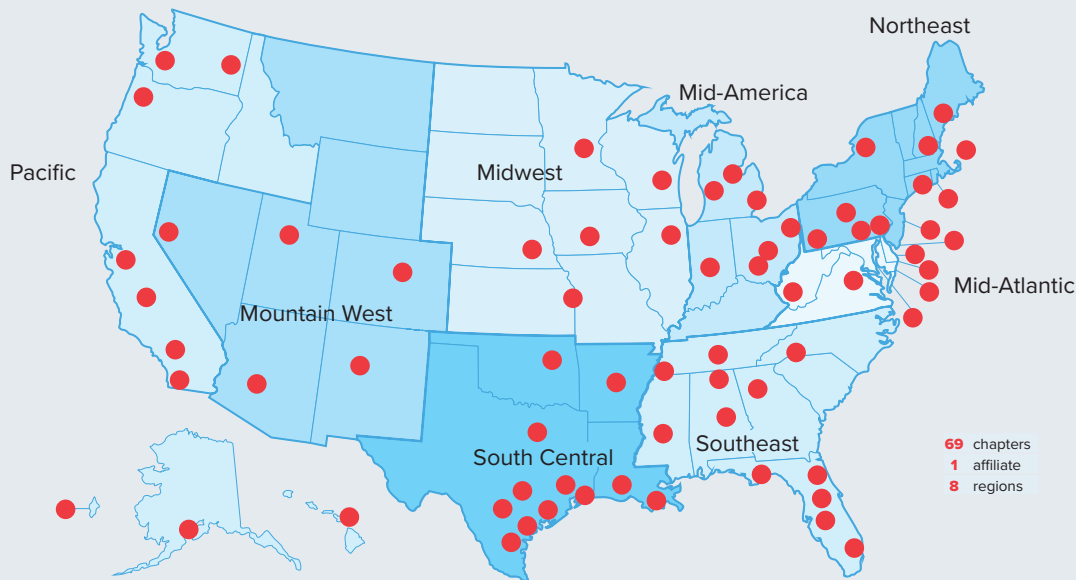 Northeast
Mid-America
Pacific
Midwest
Mid-Atlantic
Mountain West
Southeast
South Central
69 chapters
1 affiliate
8 regions